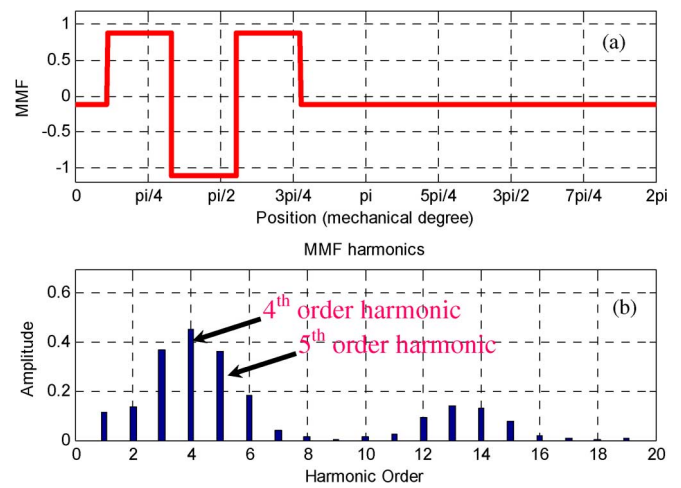 1
0.5
0
-0.5
-1
MMF
(a)
0 pi/4 pi/2 3pi/4 pi 5pi/4 3pi/2 7pi/4 2pi
Position (mechanical degree)
MMF harmonics
0.6
0.4
0.2
0
Amplitude
(b)
4th order harmonic
5th order harmonic
0 2 4 6 8 10 12 14 16 18 20
Harmonic Order